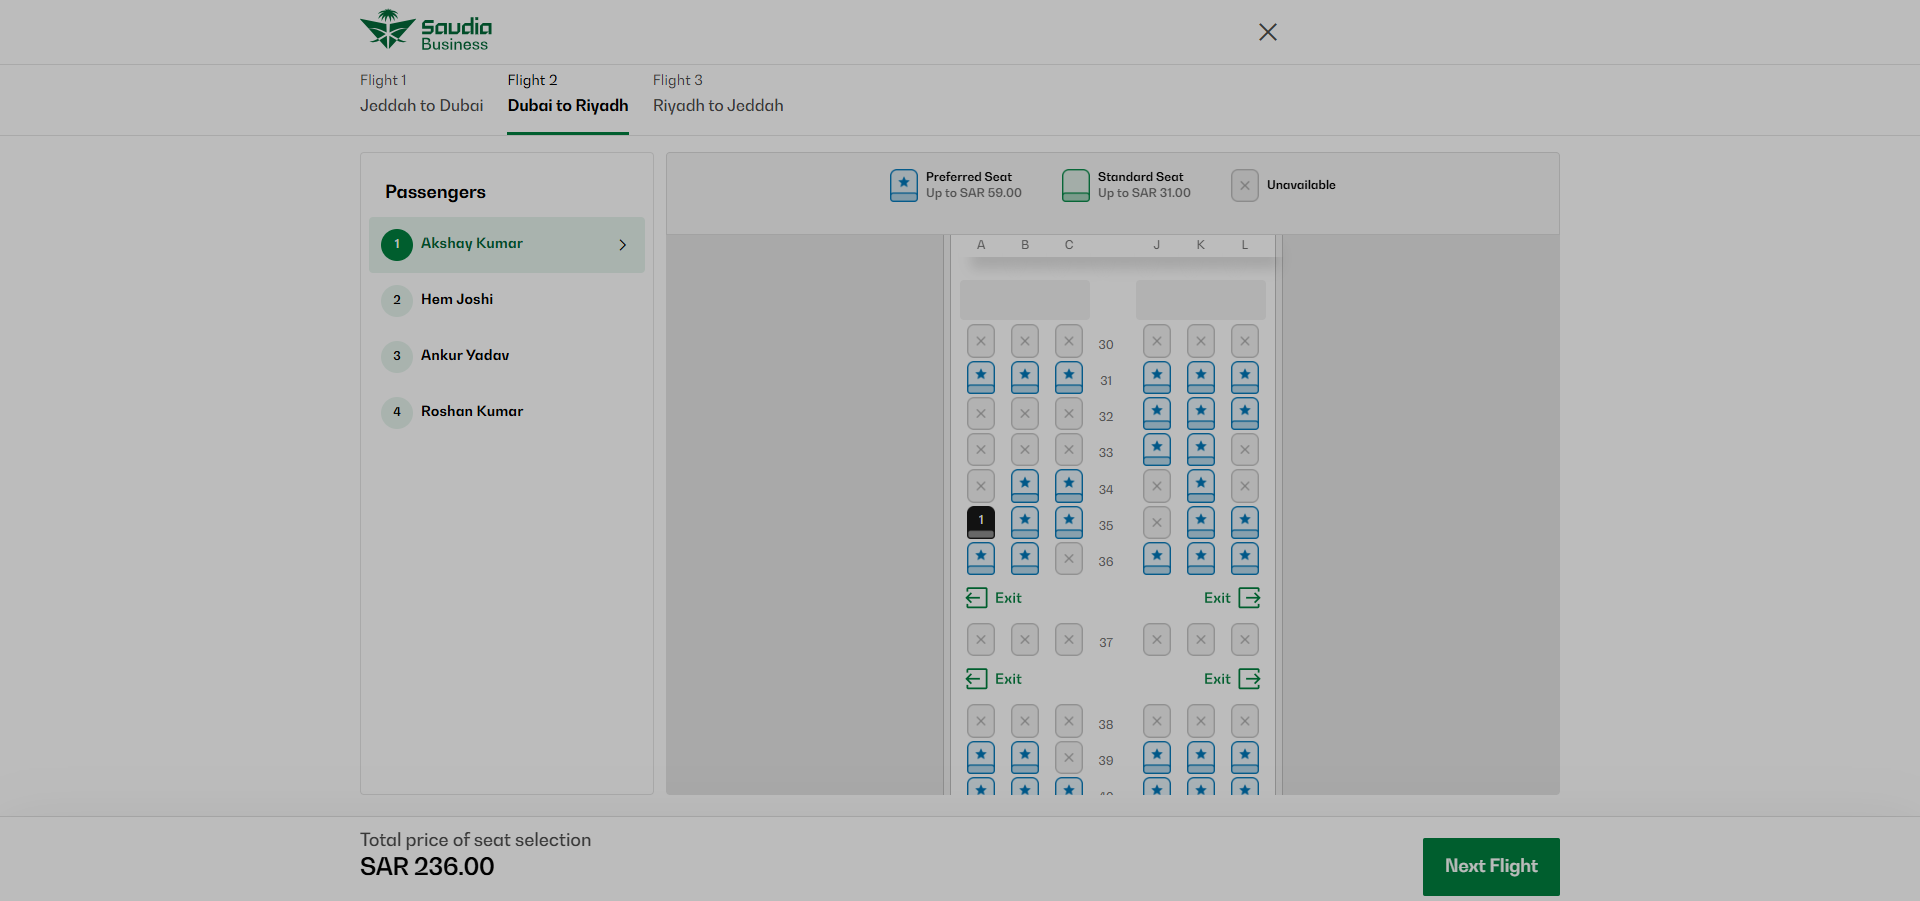 Saudia
Business
Flight 1
Jeddah to Dubai
Flight 2
Dubai to Riyadh
Flight 3
Riyadh to Jeddah
Passengers
1 Akshay Kumar
2 Hem Joshi
3 Ankur Yadav
4 Roshan Kumar
Preferred Seat
Up to SAR 59.00
Standard Seat
Up to SAR 31.00
Unavailable
A B C J K L
30
31
32
33
34
1 35
36
Exit Exit
37
Exit Exit
38
39
Total price of seat selection
SAR 236.00
Next Flight